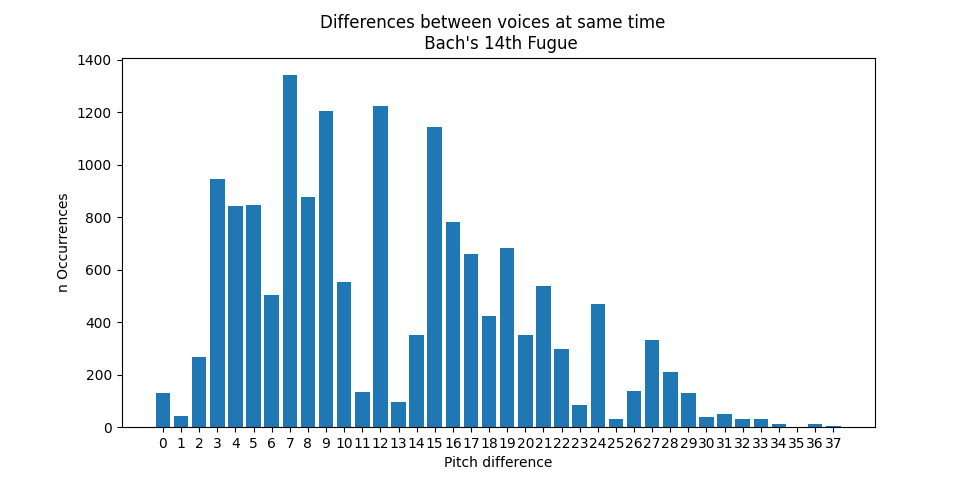 Differences between voices at same time
Bach's 14th Fugue
1400
1200
1000
800
600
400
200
0
n Occurrences
0 1 2 3 4 5 6 7 8 9 10 11 12 13 14 15 16 17 18 19 20 21 22 23 24 25 26 27 28 29 30 31 32 33 34 35 36 37
Pitch difference